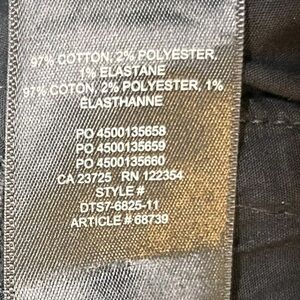 97% COTTON, 2% POLYESTER,
1% ELASTANE
97% COTON, 2% POLYESTER, 1%
ELASTHANNE
PO 4500135658
PO 4500135659
PO 4500135660
CA 23725 RN 122354
STYLE #
DTS7-6825-11
ARTICLE # 68739